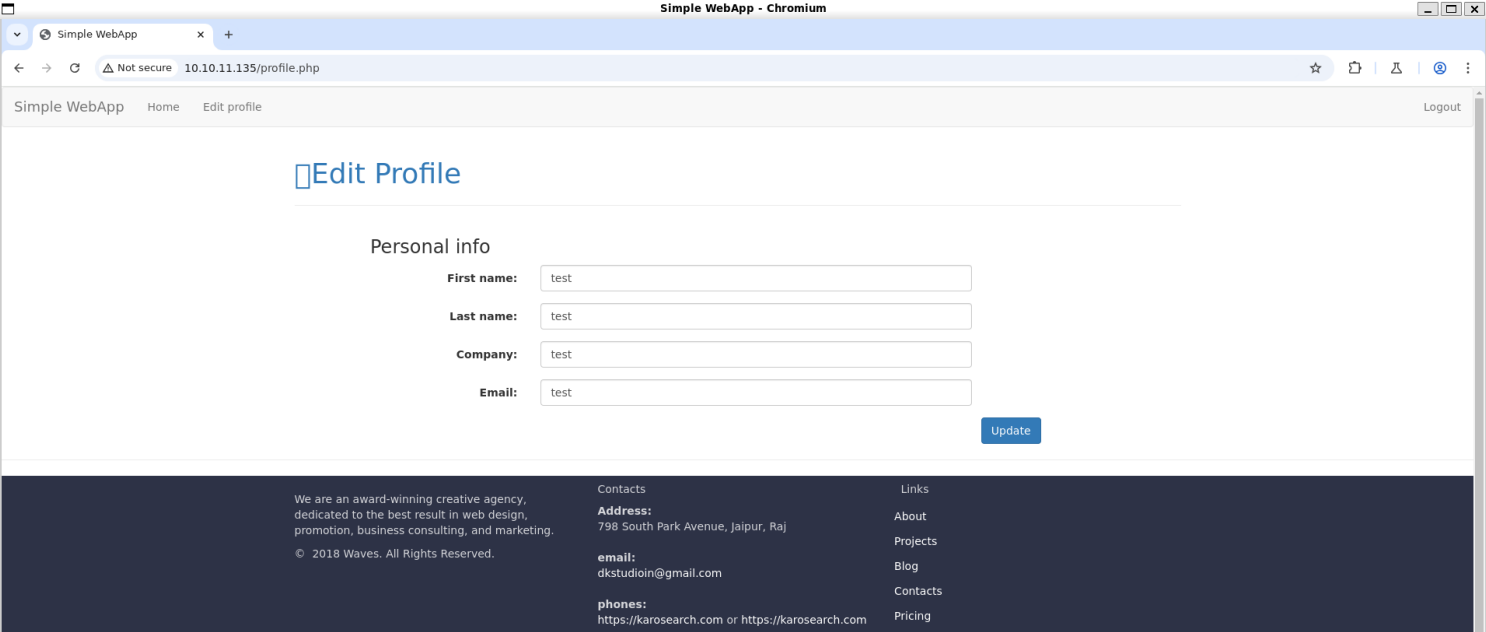 Simple WebApp - Chromium
Simple WebApp
Not secure 10.10.11.135/profile.php
Simple WebApp Home Edit profile Logout
Edit Profile
Personal info
First name: test
Last name: test
Company: test
Email: test
Update
We are an award-winning creative agency,
dedicated to the best result in web design,
promotion, business consulting, and marketing.
© 2018 Waves. All Rights Reserved.
Contacts
Address:
798 South Park Avenue, Jaipur, Raj
email:
dkstudioin@gmail.com
phones:
https://karosearch.com or https://karosearch.com
Links
About
Projects
Blog
Contacts
Pricing